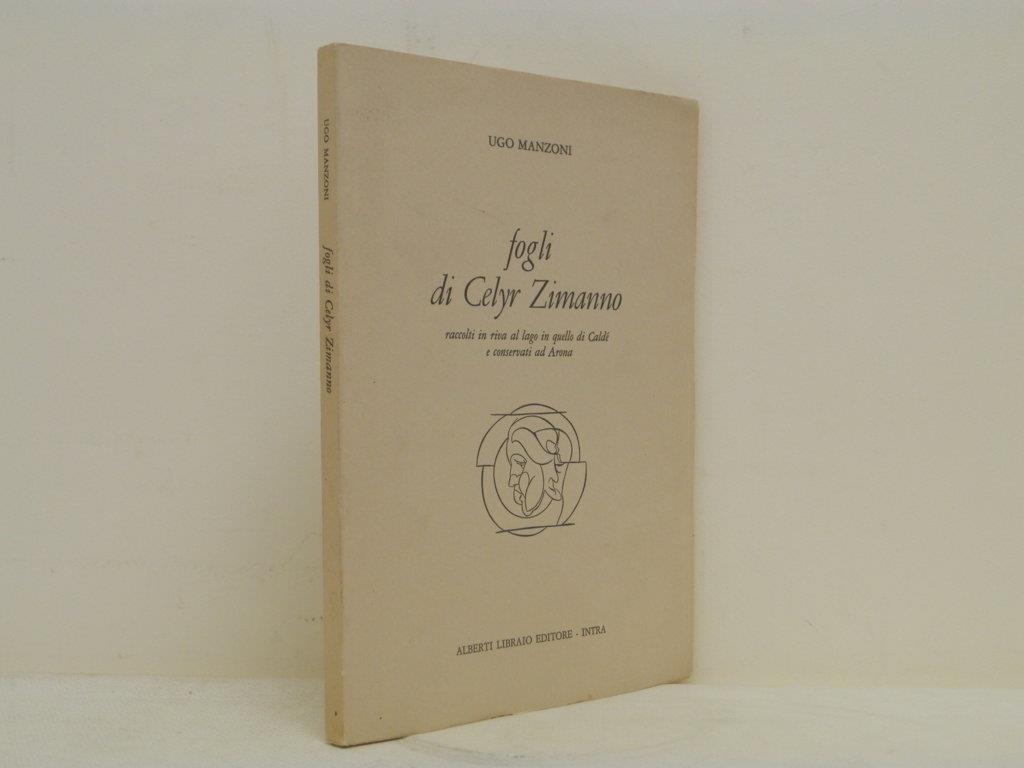 UGO MANZONI
fogli di Celyr Zimanno
UGO MANZONI
fogli
di Celyr Zimanno
raccolti in riva al lago in quello di Caldé
e conservati ad Arona
ALBERTI LIBRAIO EDITORE - INTRA